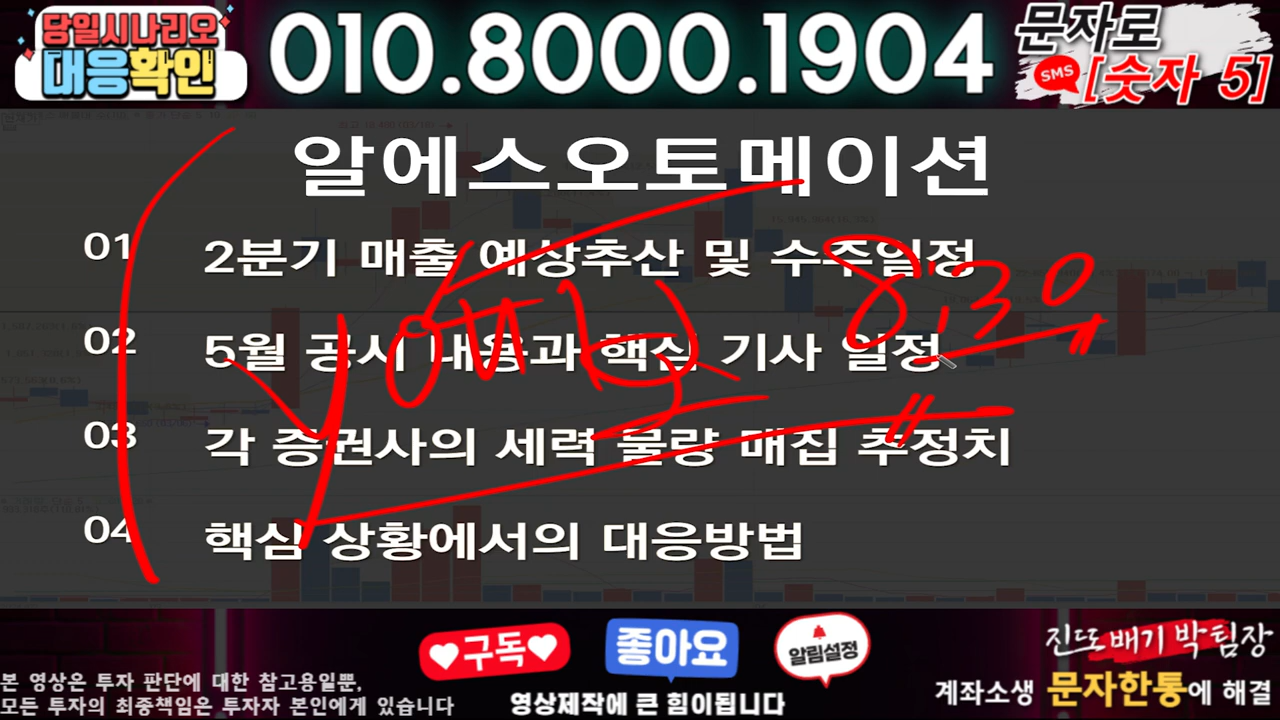 당일시나리오
대응확인
010.8000.1904
문자로
SMS
[숫자 5]
알에스오토메이션
01 2분기 매출 예상추산 및 수주일정
02 5월 공시 내용과 핵심 기사 일정
03 각 증권사의 세력 물량 매집 추정치
04 핵심 상황에서의 대응방법
8:30
구독
좋아요
알림설정
진또배기 박팀장
본 영상은 투자 판단에 대한 참고용일뿐,
모든 투자의 최종책임은 투자자 본인에게 있습니다
영상제작에 큰 힘이됩니다
계좌소생 문자한통에 해결